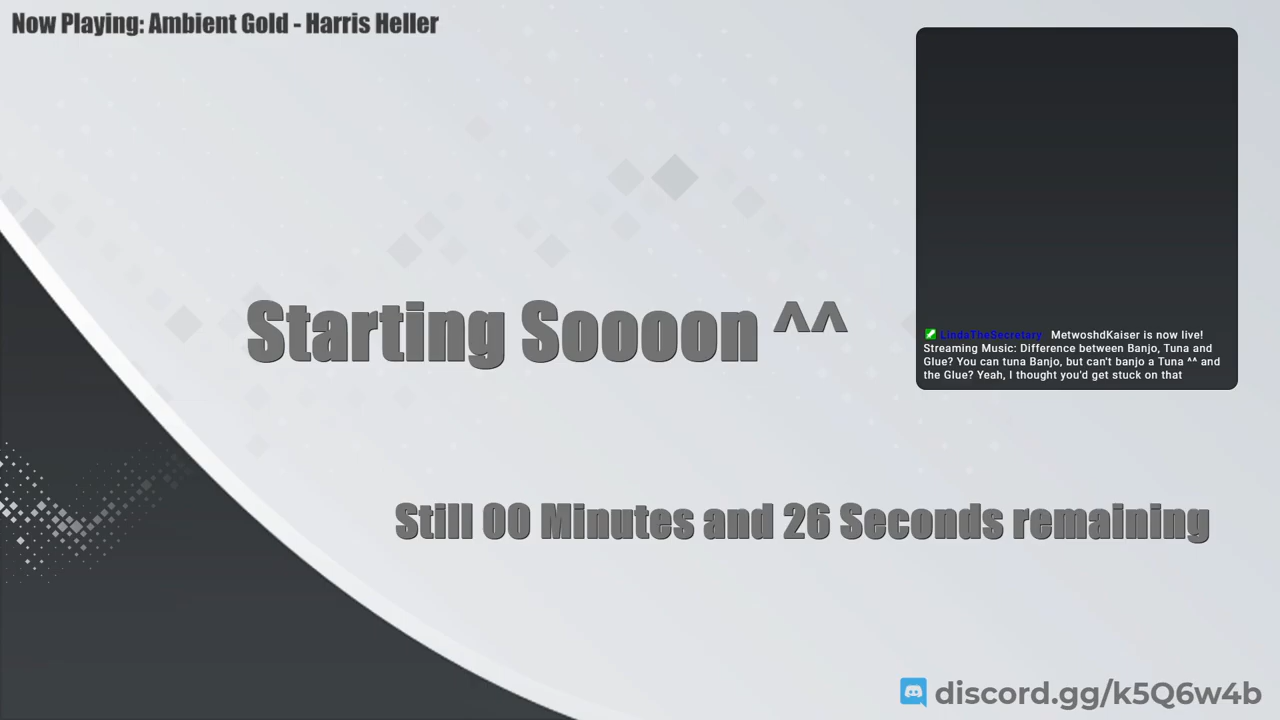 Now Playing: Ambient Gold - Harris Heller
LindaTheSecretary: MetwoshdKaiser is now live!
Streaming Music: Difference between Banjo, Tuna and
Glue? You can tuna Banjo, but can't banjo a Tuna ^^ and
the Glue? Yeah, I thought you'd get stuck on that
Starting Soooon ^^
Still 00 Minutes and 26 Seconds remaining
discord.gg/k5Q6w4b